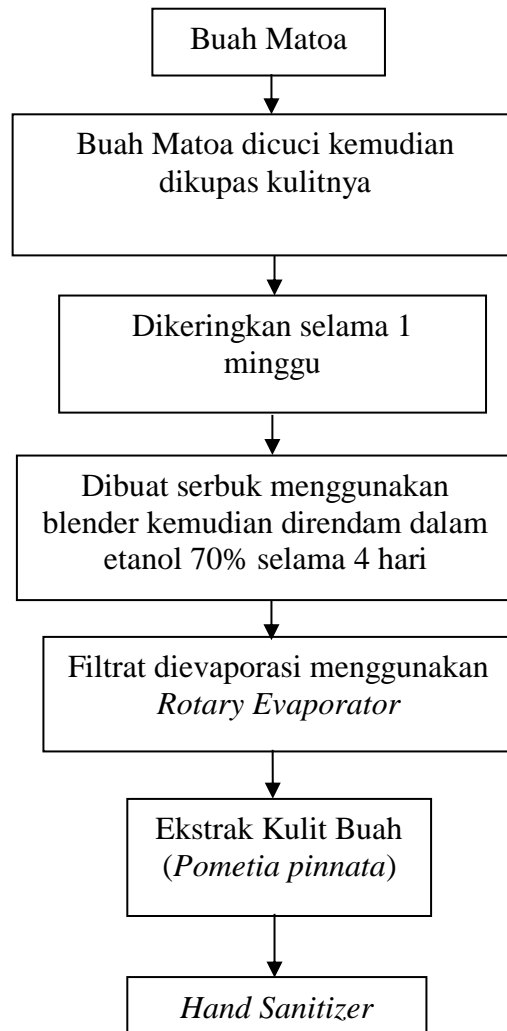 Buah Matoa
Buah Matoa dicuci kemudian
dikupas kulitnya
Dikeringkan selama 1
minggu
Dibuat serbuk menggunakan
blender kemudian direndam dalam
etanol 70% selama 4 hari
Filtrat dievaporasi menggunakan
Rotary Evaporator
Ekstrak Kulit Buah
(Pometia pinnata)
Hand Sanitizer